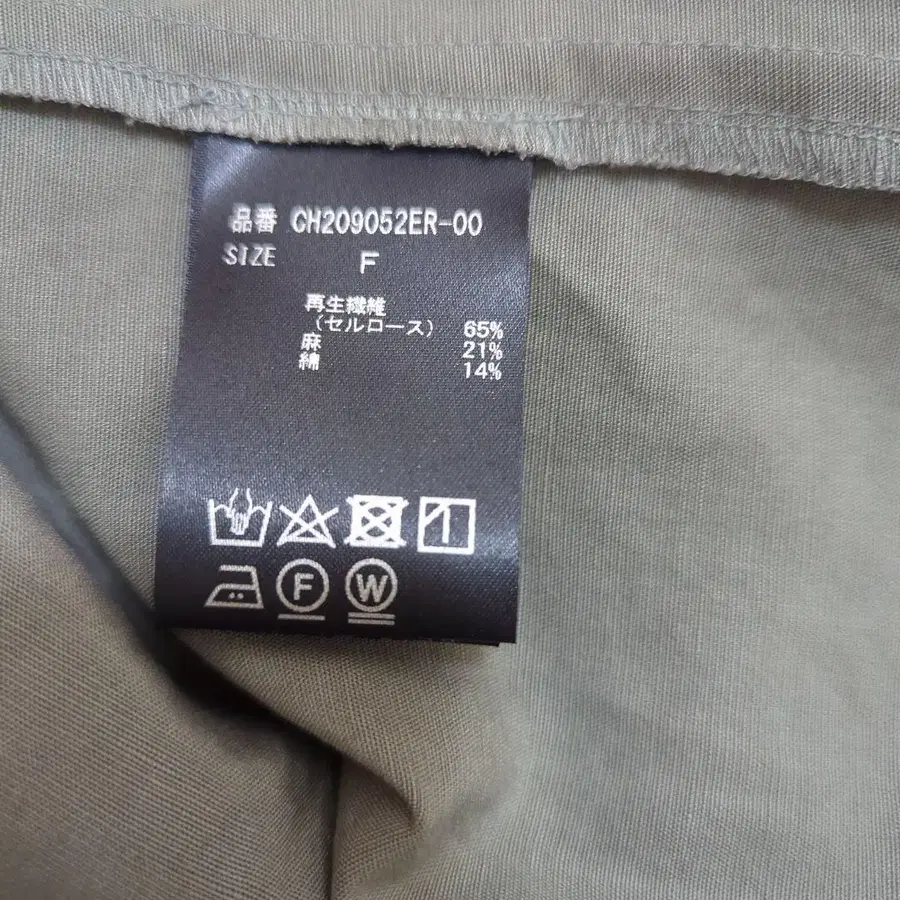 品番 CH209052ER-00
SIZE F
再生繊維
(セルロース) 65%
麻 21%
綿 14%
F W